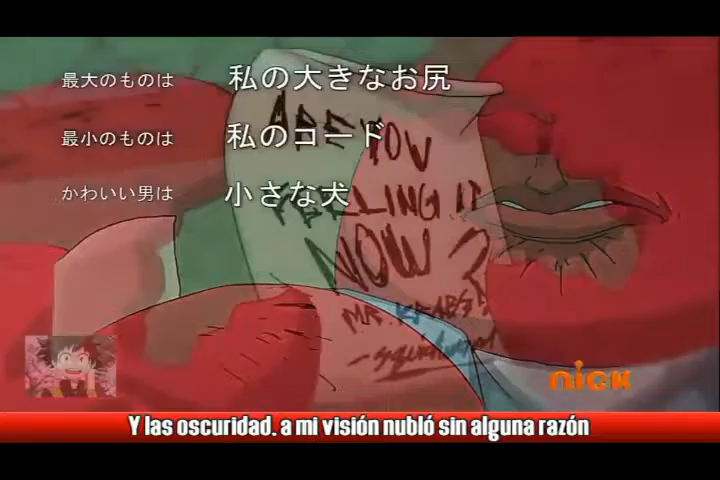 最大のものは 私の大きなお尻
最小のものは 私のコード
かわいい男は 小さな犬
ARE YOU
FEELING IT
NOW?
MR. KRABS?
-squidward
nick
Y las oscuridad. a mi visión nubló sin alguna razón